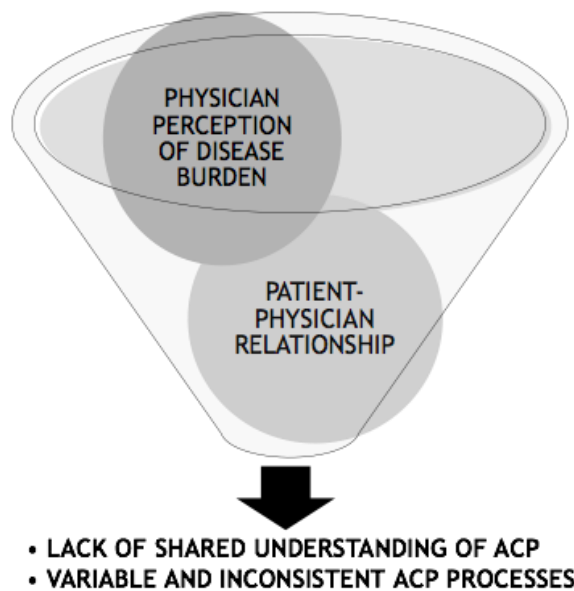 PHYSICIAN
PERCEPTION
OF DISEASE
BURDEN
PATIENT-
PHYSICIAN
RELATIONSHIP
• LACK OF SHARED UNDERSTANDING OF ACP
• VARIABLE AND INCONSISTENT ACP PROCESSES